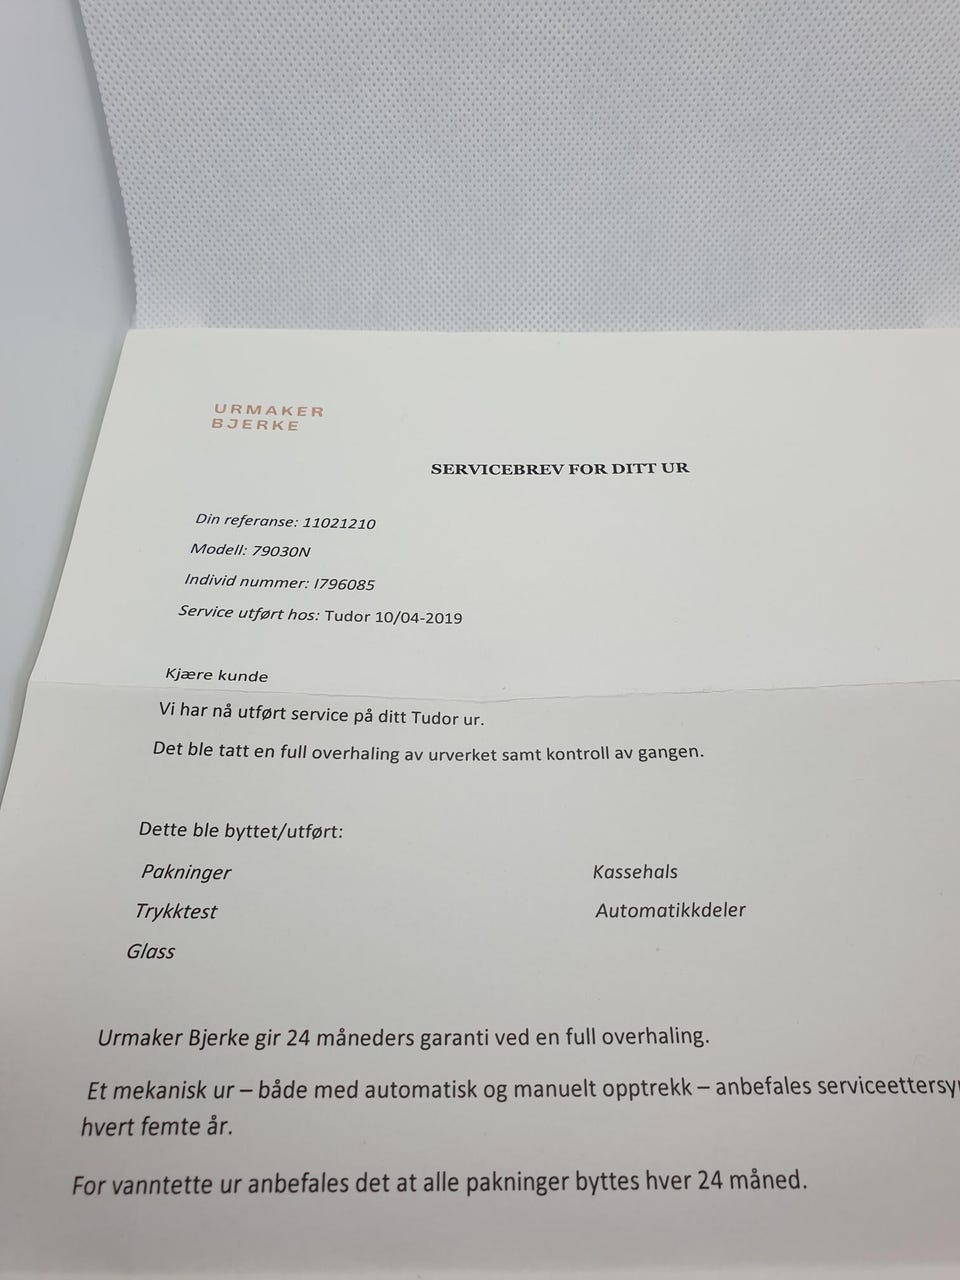 URMAKER
BJERKE
SERVICEBREV FOR DITT UR
Din referanse: 11021210
Modell: 79030N
Individ nummer: I796085
Service utført hos: Tudor 10/04-2019
Kjære kunde
Vi har nå utført service på ditt Tudor ur.
Det ble tatt en full overhaling av urverket samt kontroll av gangen.
Dette ble byttet/utført:
Pakninger Kassehals
Trykktest Automatikkdeler
Glass
Urmaker Bjerke gir 24 måneders garanti ved en full overhaling.
Et mekanisk ur – både med automatisk og manuelt opptrekk – anbefales
hvert femte år.
For vanntette ur anbefales det at alle pakninger byttes hver 24 måned.